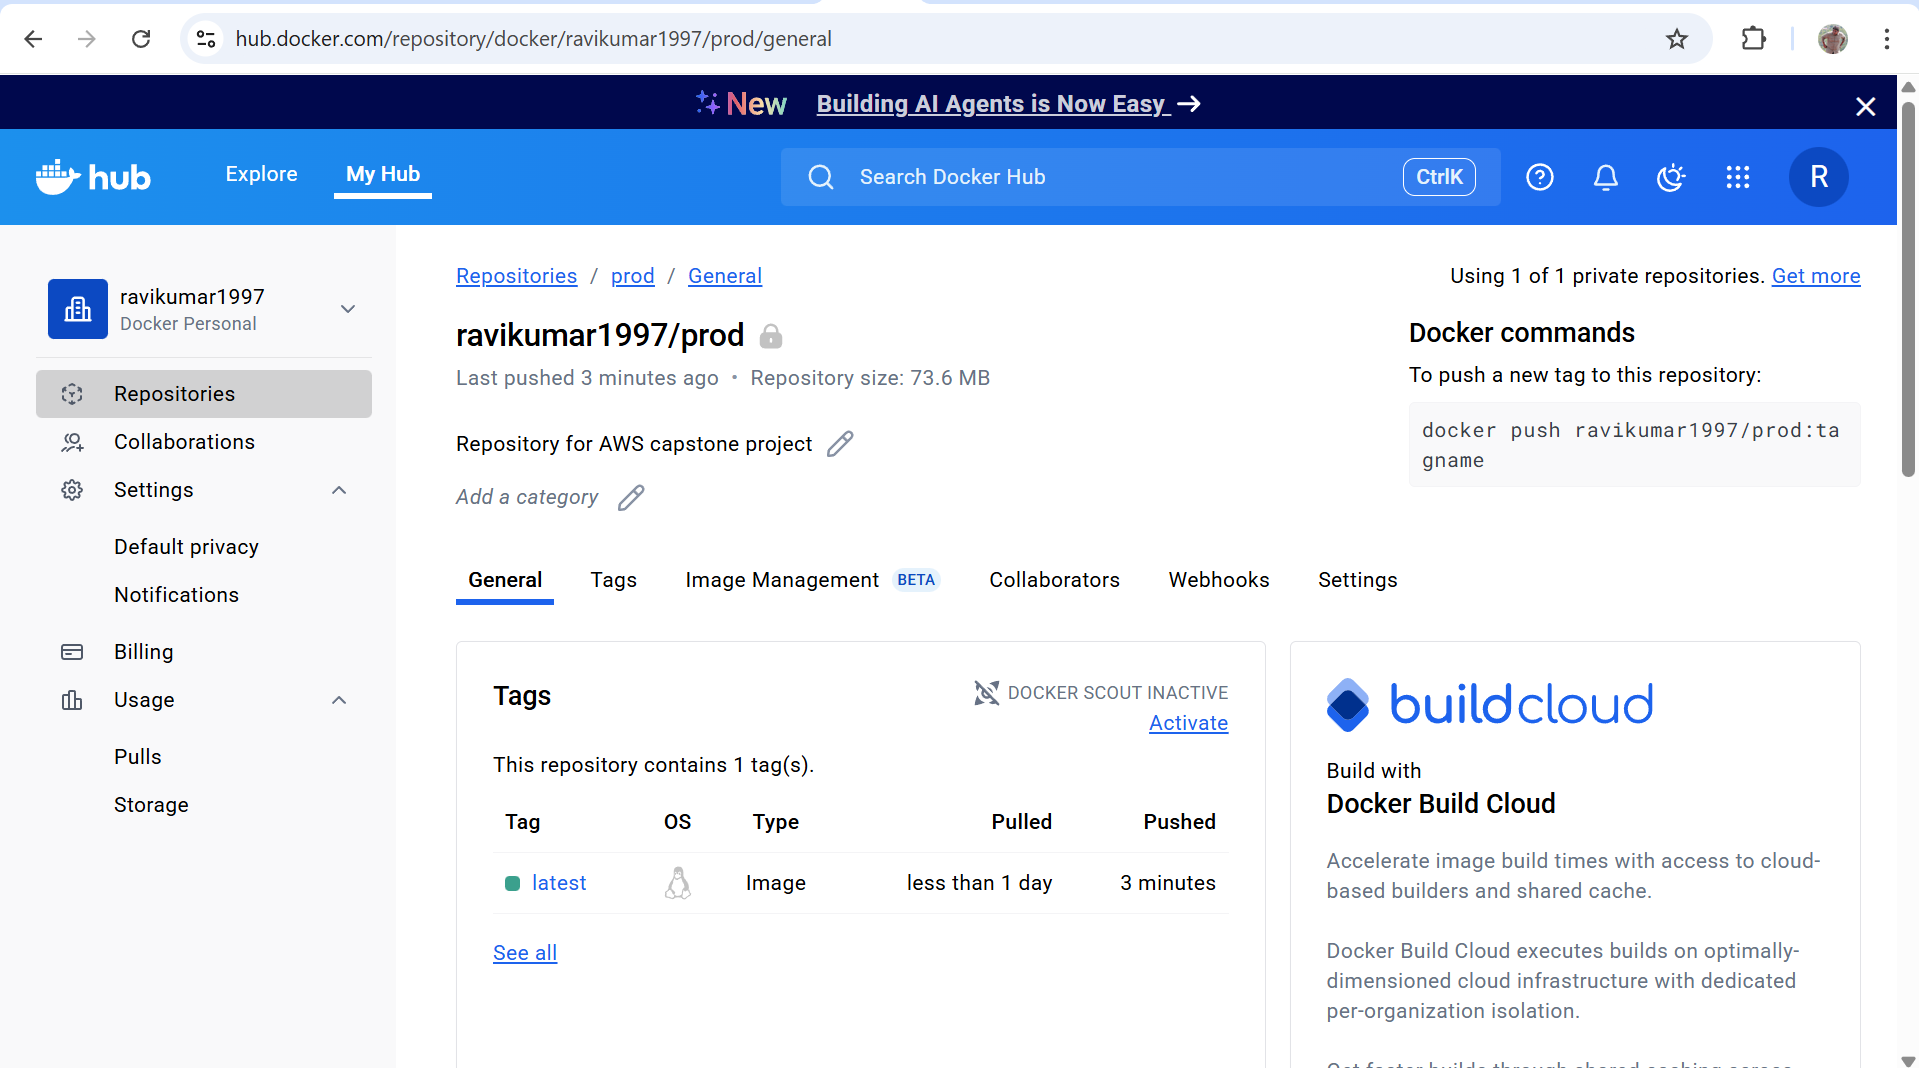 hub.docker.com/repository/docker/ravikumar1997/prod/general
New Building AI Agents is Now Easy →
hub
Explore
My Hub
Search Docker Hub
CtrlK
R
ravikumar1997
Docker Personal
Repositories
Collaborations
Settings
Default privacy
Notifications
Billing
Usage
Pulls
Storage
Repositories / prod / General
Using 1 of 1 private repositories. Get more
ravikumar1997/prod
Last pushed 3 minutes ago • Repository size: 73.6 MB
Repository for AWS capstone project
Add a category
Docker commands
To push a new tag to this repository:
docker push ravikumar1997/prod:ta
gname
General
Tags
Image Management BETA
Collaborators
Webhooks
Settings
Tags
DOCKER SCOUT INACTIVE
Activate
This repository contains 1 tag(s).
Tag OS Type Pulled Pushed
latest Image less than 1 day 3 minutes
See all
buildcloud
Build with
Docker Build Cloud
Accelerate image build times with access to cloud-
based builders and shared cache.
Docker Build Cloud executes builds on optimally-
dimensioned cloud infrastructure with dedicated
per-organization isolation.